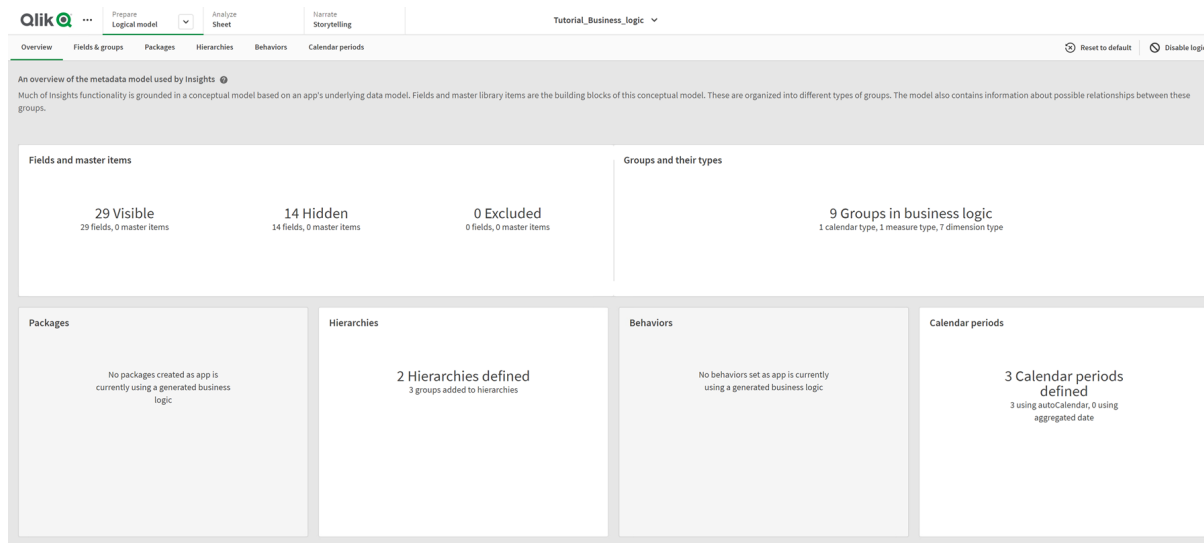 Qlik
Prepare
Logical model
Analyze
Sheet
Narrate
Storytelling
Tutorial_Business_logic
Overview
Fields & groups
Packages
Hierarchies
Behaviors
Calendar periods
Reset to default
Disable logi
An overview of the metadata model used by Insights
Much of Insights functionality is grounded in a conceptual model based on an app's underlying data model. Fields and master library items are the building blocks of this conceptual model. These are organized into different types of groups. The model also contains information about possible relationships between these
groups.
Fields and master items
29 Visible
29 fields, 0 master items
14 Hidden
14 fields, 0 master items
0 Excluded
0 fields, 0 master items
Groups and their types
9 Groups in business logic
1 calendar type, 1 measure type, 7 dimension type
Packages
No packages created as app is
currently using a generated business
logic
Hierarchies
2 Hierarchies defined
3 groups added to hierarchies
Behaviors
No behaviors set as app is currently
using a generated business logic
Calendar periods
3 Calendar periods
defined
3 using autoCalendar, 0 using
aggregated date